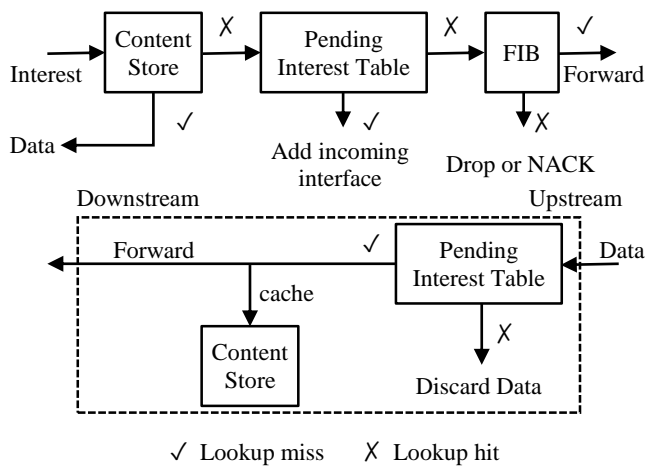 Content
Store
✗
Pending
Interest Table
✗
FIB
✓
Interest
Forward
✓
✓
✗
Data
Add incoming
interface
Drop or NACK
Downstream
Upstream
Forward
✓
Pending
Interest Table
Data
cache
✗
Content
Store
Discard Data
✓ Lookup miss ✗ Lookup hit